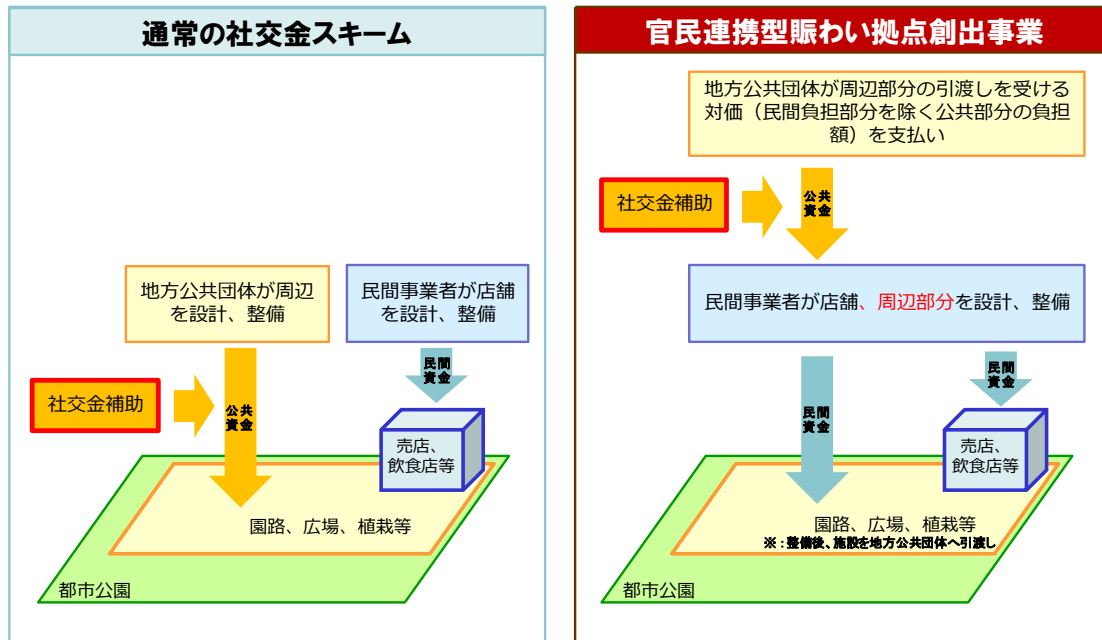 通常の社交金スキーム
地方公共団体が周辺
を設計、整備
民間事業者が店舗
を設計、整備
社交金補助
公共
資金
民間
資金
売店、
飲食店等
園路、広場、植栽等
都市公園
官民連携型賑わい拠点創出事業
地方公共団体が周辺部分の引渡しを受ける
対価（民間負担部分を除く公共部分の負担
額）を支払い
社交金補助
公共
資金
民間事業者が店舗、周辺部分を設計、整備
民間
資金
民間
資金
売店、
飲食店等
園路、広場、植栽等
※：整備後、施設を地方公共団体へ引渡し
都市公園